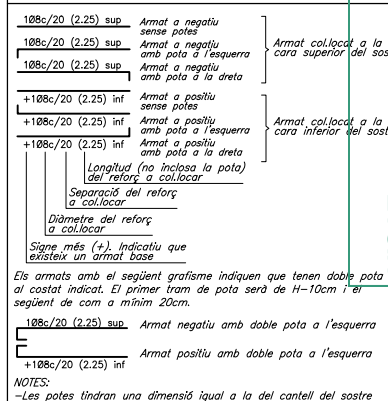 1Ø8c/20 (2.25) sup Armat a negatiu
sense potes
1Ø8c/20 (2.25) sup Armat a negatiu
amb pota a l'esquerra
1Ø8c/20 (2.25) sup Armat a negatiu
amb pota a la dreta
Armat col.locat a la
cara superior del sos
+1Ø8c/20 (2.25) inf Armat a positiu
sense potes
+1Ø8c/20 (2.25) inf Armat a positiu
amb pota a l'esquerra
+1Ø8c/20 (2.25) inf Armat a positiu
amb pota a la dreta
Armat col.locat a la
cara inferior del sost
Longitud (no inclosa la pota)
del reforç a col.locar
Separació del reforç
a col.locar
Diàmetre del reforç
a col.locar
Signe més (+). Indicatiu que
existeix un armat base
Els armats amb el següent grafisme indiquen que tenen doble pota
al costat indicat. El primer tram de pota serà de H-10cm i el
següent de com a mínim 20cm.
1Ø8c/20 (2.25) sup Armat negatiu amb doble pota a l'esquerra
+1Ø8c/20 (2.25) inf Armat positiu amb doble pota a l'esquerra
NOTES:
-Les potes tindran una dimensió igual a la del cantell del sostre